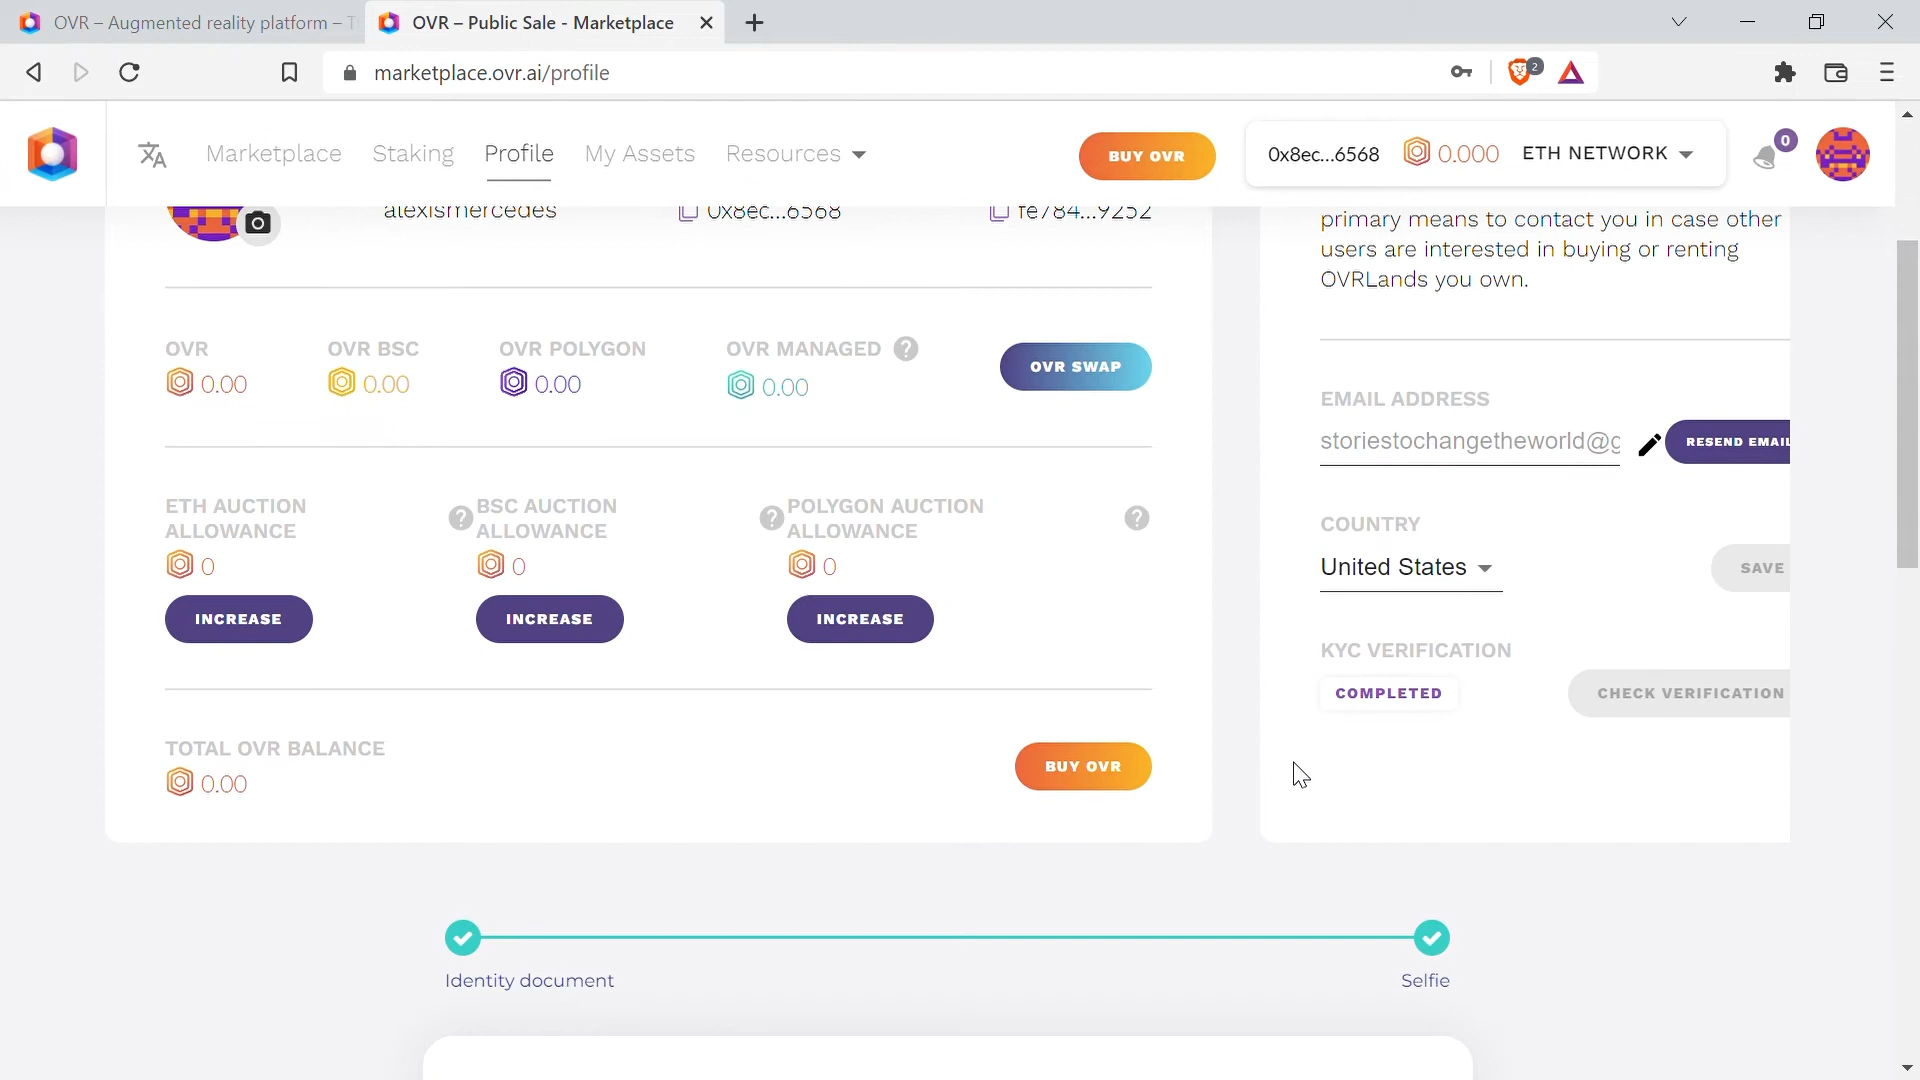 OVR – Augmented reality platform –
OVR – Public Sale - Marketplace
marketplace.ovr.ai/profile
2
Marketplace
Staking
Profile
My Assets
Resources
BUY OVR
0x8ec...6568
0.000
ETH NETWORK
0
alexismercedes
0x8ec...6568
fe784...9252
primary means to contact you in case other
users are interested in buying or renting
OVRLands you own.
OVR
OVR BSC
OVR POLYGON
OVR MANAGED ?
0.00
0.00
0.00
0.00
OVR SWAP
EMAIL ADDRESS
storiestochangetheworld@g
RESEND EMAIL
ETH AUCTION
ALLOWANCE
?
0
INCREASE
BSC AUCTION
ALLOWANCE
?
0
INCREASE
POLYGON AUCTION
ALLOWANCE
?
0
INCREASE
COUNTRY
United States
SAVE
KYC VERIFICATION
COMPLETED
CHECK VERIFICATION
TOTAL OVR BALANCE
0.00
BUY OVR
Identity document
Selfie